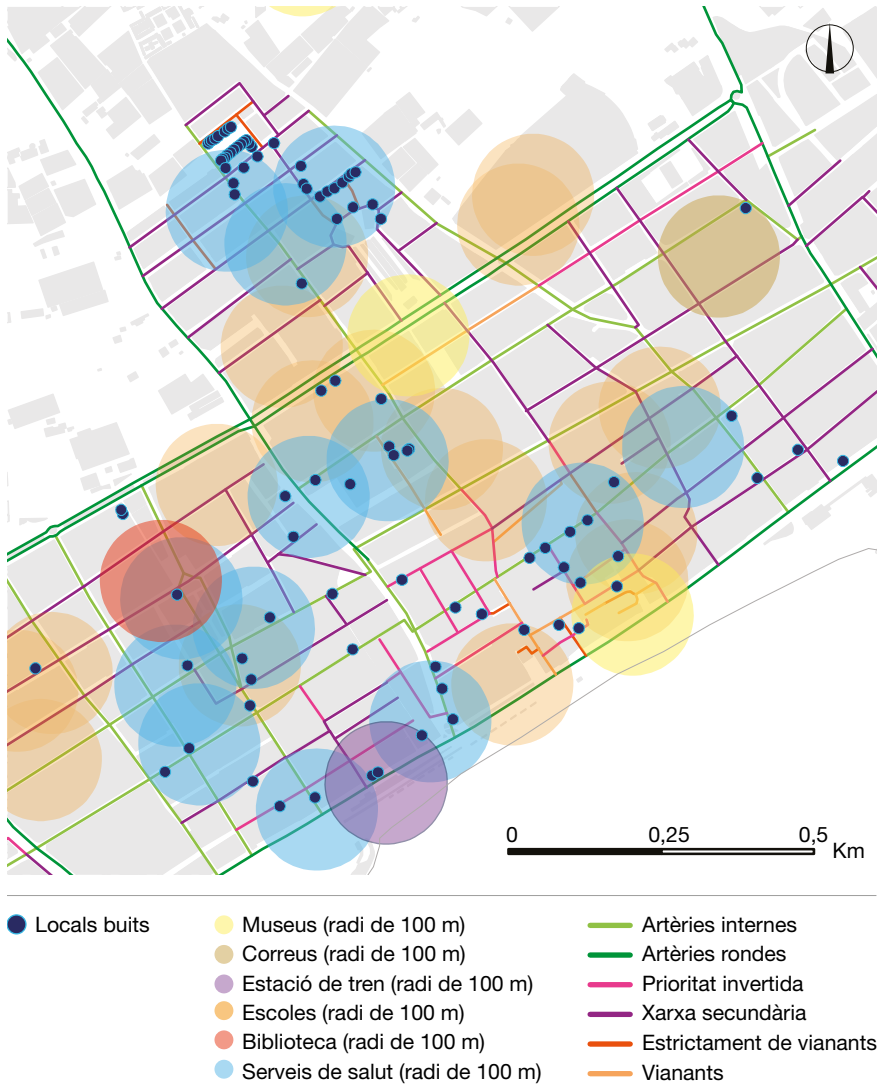 0
0,25
0,5
Km
Locals buits
Museus (radi de 100 m)
Correus (radi de 100 m)
Estació de tren (radi de 100 m)
Escoles (radi de 100 m)
Biblioteca (radi de 100 m)
Serveis de salut (radi de 100 m)
Artèries internes
Artèries rondes
Prioritat invertida
Xarxa secundària
Estrictament de vianants
Vianants